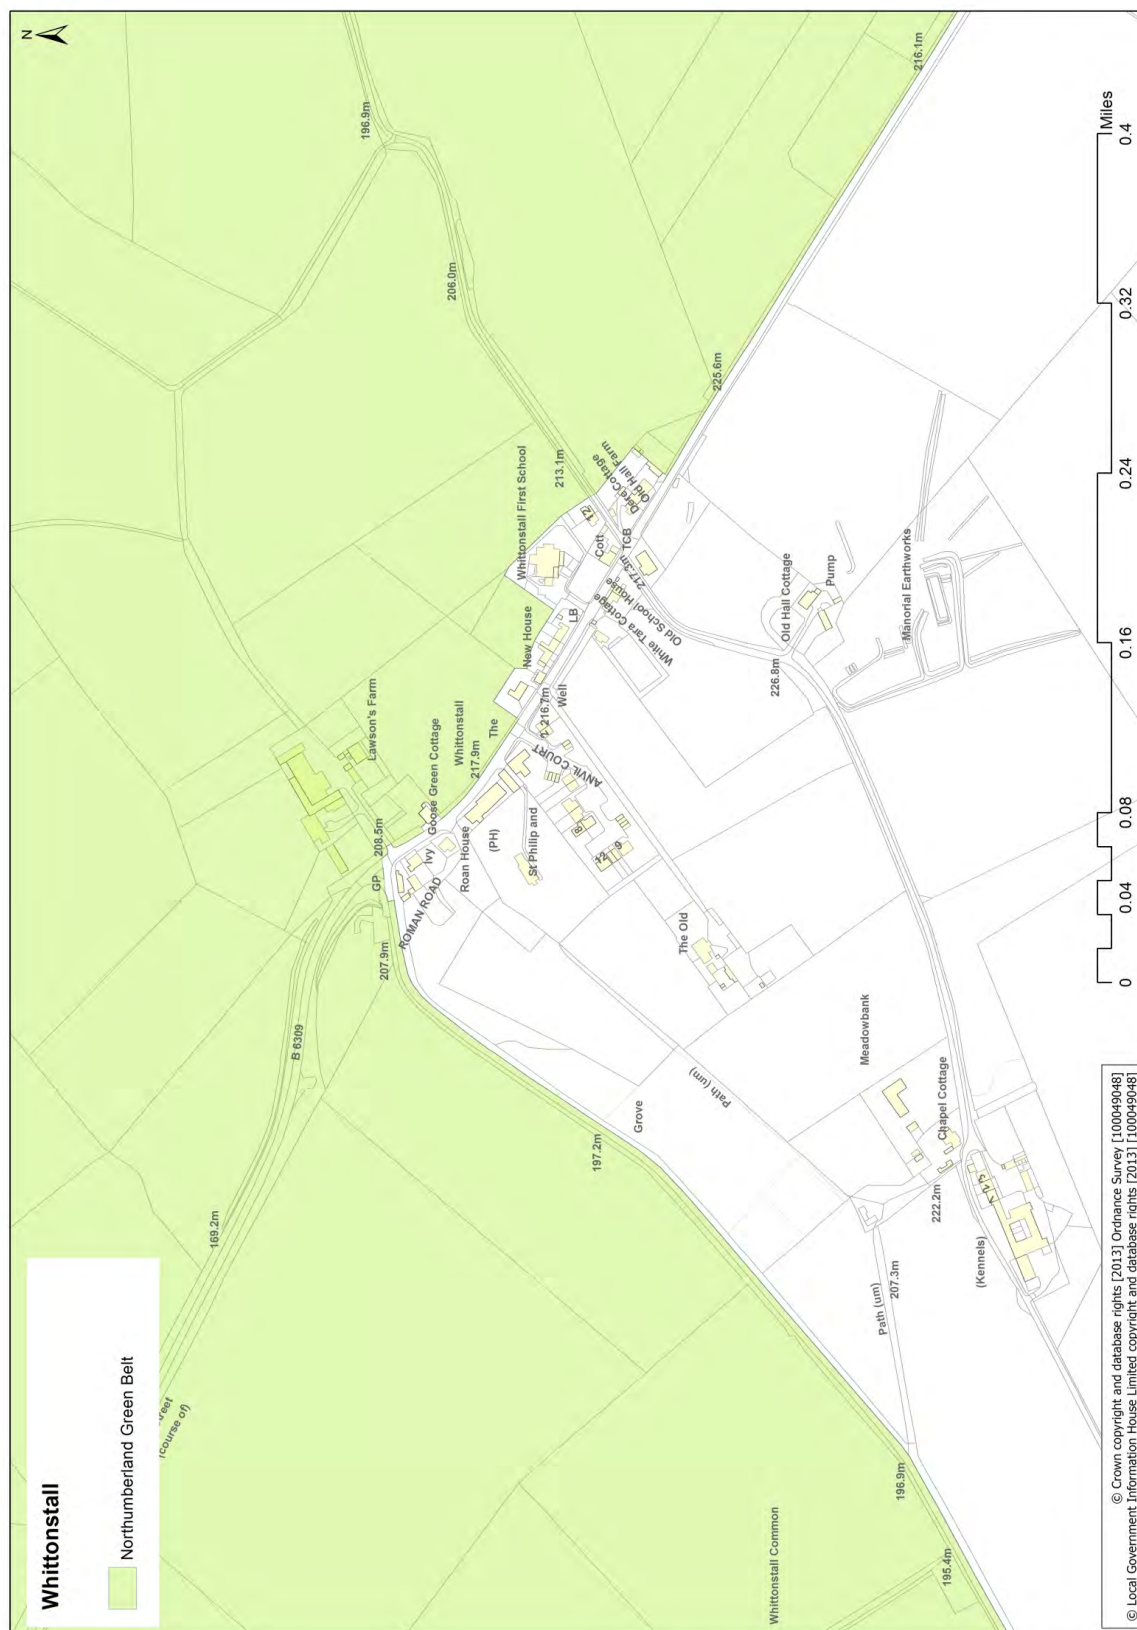 Whittonstall
Northumberland Green Belt
N
Street
(course of)
169.2m
B 6309
196.9m
206.0m
Lawson's Farm
208.5m
GP
207.9m
ROMAN ROAD
Ivy
Goose Green Cottage
Whittonstall
217.9m
The
Roan House
(PH)
St Philip and
ANVIL COURT
2
216.7m
Well
8
12
9
New House
LB
Whittonstall First School
213.1m
12
Cott
TCB
217.3m
Dere Cottage
Old Hall Farm
Old School House
White Tara Cottage
225.6m
216.1m
197.2m
Grove
Path (um)
The Old
Old Hall Cottage
Pump
226.8m
Manorial Earthworks
Meadowbank
Chapel Cottage
222.2m
(Kennels)
Path (um)
207.3m
196.9m
195.4m
Whittonstall Common
0 0.04 0.08 0.16 0.24 0.32 0.4
Miles
© Crown copyright and database rights [2013] Ordnance Survey [100049048]
© Local Government Information House Limited copyright and database rights [2013] [100049048]